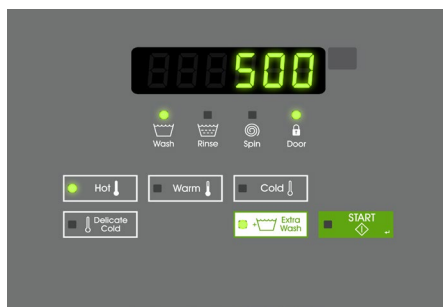 500
Wash Rinse Spin Door
Hot Warm Cold
Delicate
Cold
Extra
Wash
START